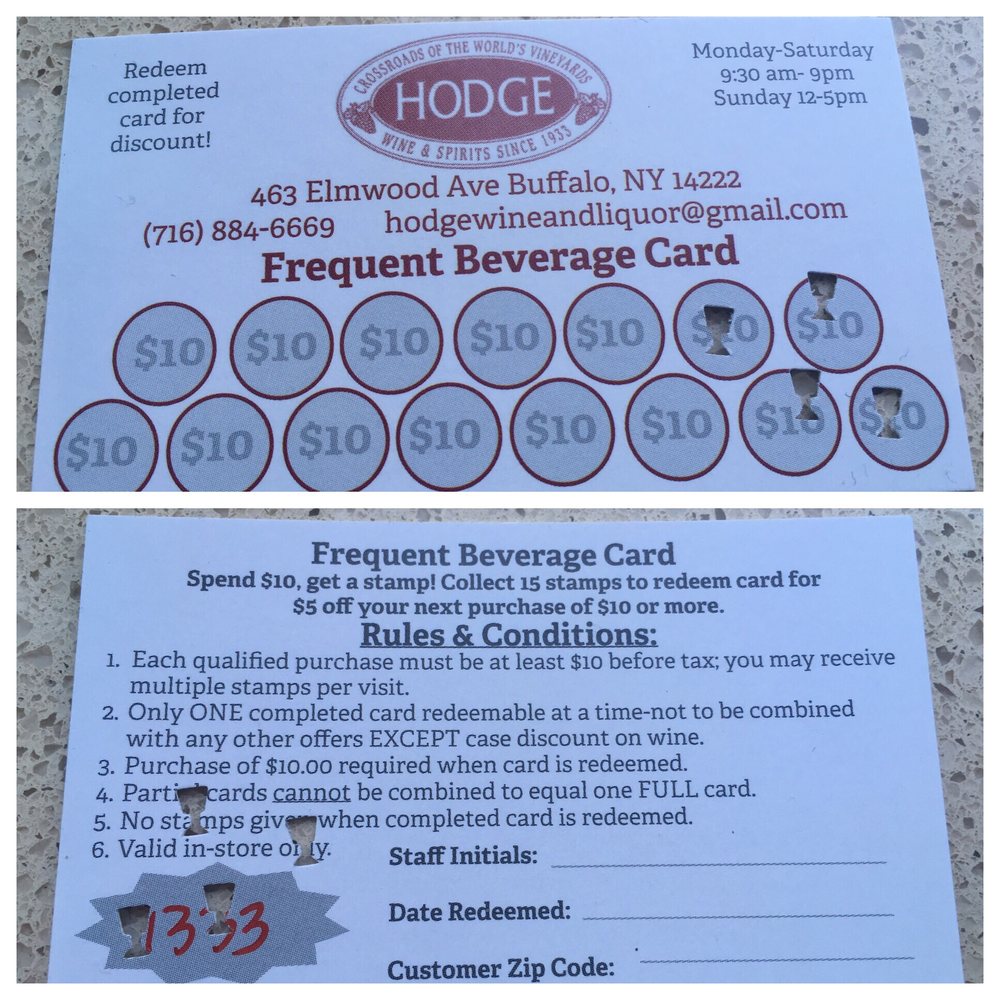 Redeem
completed
card for
discount!
CROSSROADS OF THE WORLD'S VINEYARDS
HODGE
WINE & SPIRITS SINCE 1933
Monday-Saturday
9:30 am- 9pm
Sunday 12-5pm
463 Elmwood Ave Buffalo, NY 14222
(716) 884-6669 hodgewineandliquor@gmail.com
Frequent Beverage Card
$10 $10 $10 $10 $10 $10 $10
$10 $10 $10 $10 $10 $10 $10 $10
Frequent Beverage Card
Spend $10, get a stamp! Collect 15 stamps to redeem card for
$5 off your next purchase of $10 or more.
Rules & Conditions:
1. Each qualified purchase must be at least $10 before tax; you may receive
multiple stamps per visit.
2. Only ONE completed card redeemable at a time-not to be combined
with any other offers EXCEPT case discount on wine.
3. Purchase of $10.00 required when card is redeemed.
4. Partial cards cannot be combined to equal one FULL card.
5. No stamps given when completed card is redeemed.
6. Valid in-store only.
Staff Initials:
Date Redeemed:
Customer Zip Code: